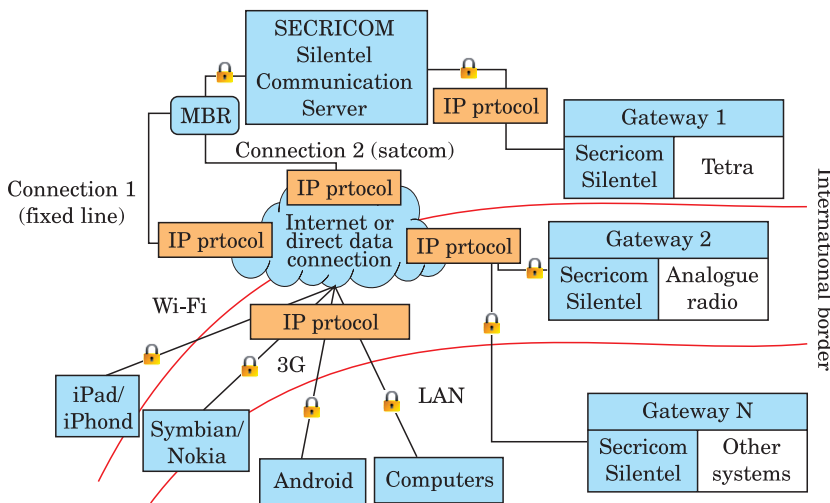 SECRICOM
Silentel
Communication
Server
MBR
IP prtocol
Gateway 1
Secricom
Silentel
Tetra
Connection 2 (satcom)
Connection 1
(fixed line)
IP prtocol
IP prtocol
Internet or
direct data
connection
IP prtocol
Gateway 2
Secricom
Silentel
Analogue
radio
International border
Wi-Fi
IP prtocol
3G
LAN
iPad/
iPhond
Symbian/
Nokia
Android
Computers
Gateway N
Secricom
Silentel
Other
systems